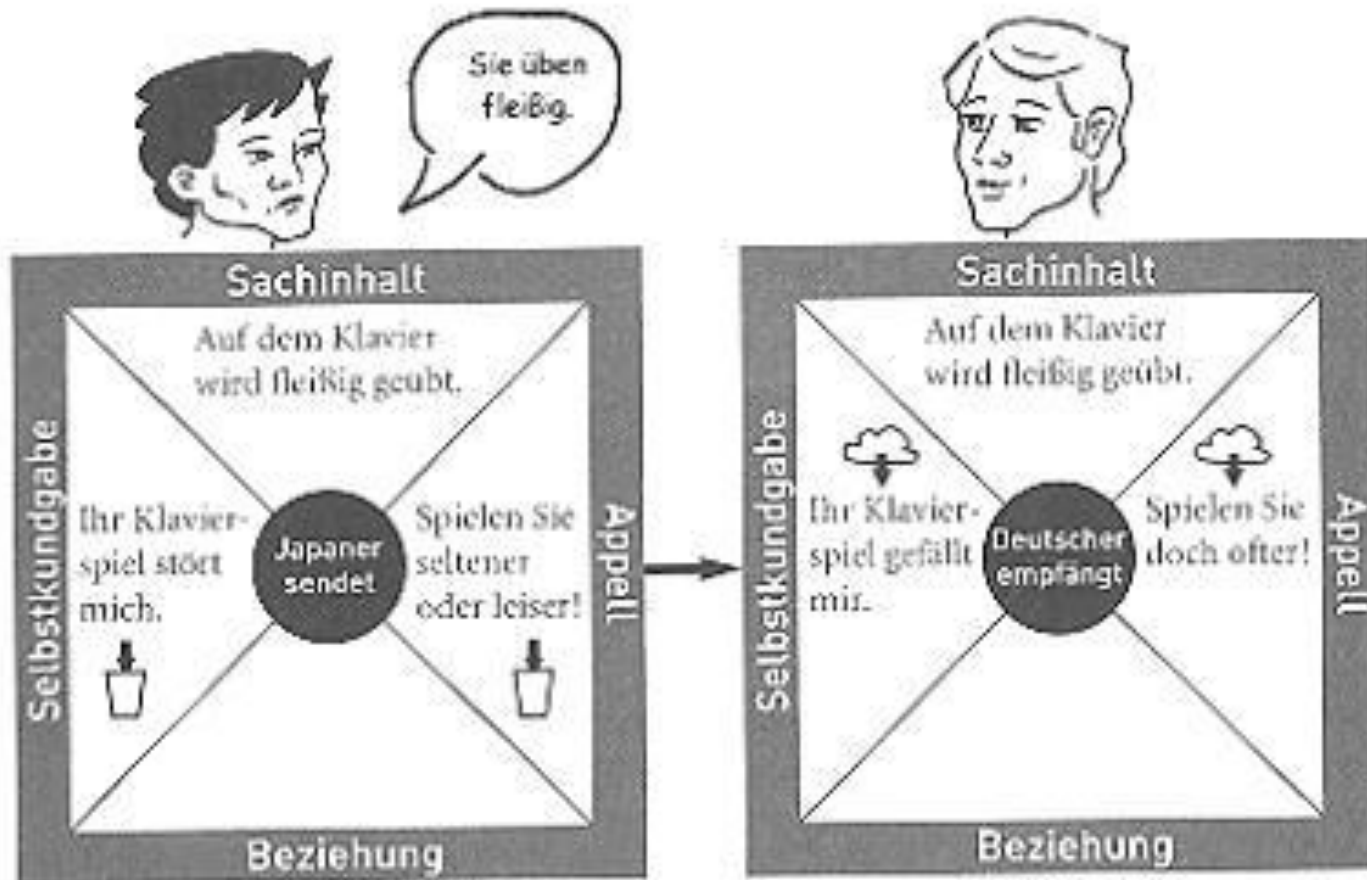 Sie üben
fleißig.
Sachinhalt
Auf dem Klavier
wird fleißig geübt.
Selbstkundgabe
Ihr Klavier-
spiel stört
mich.
Japaner
sendet
Spielen Sie
seltener
oder leiser!
Appell
Beziehung
Sachinhalt
Auf dem Klavier
wird fleißig geübt.
Selbstkundgabe
Ihr Klavier-
spiel gefällt
mir.
Deutscher
empfängt
Spielen Sie
doch öfter!
Appell
Beziehung